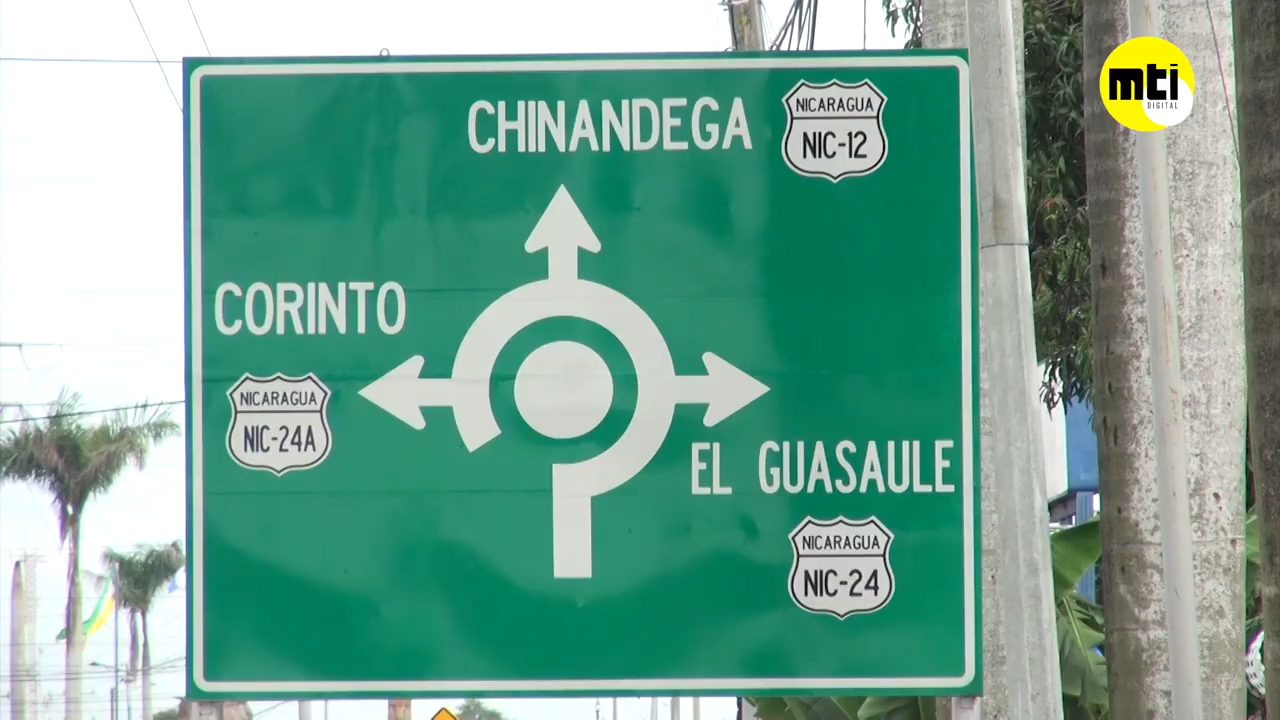 CHINANDEGA
NICARAGUA
NIC-12
CORINTO
NICARAGUA
NIC-24A
EL GUASAULE
NICARAGUA
NIC-24
mti
DIGITAL